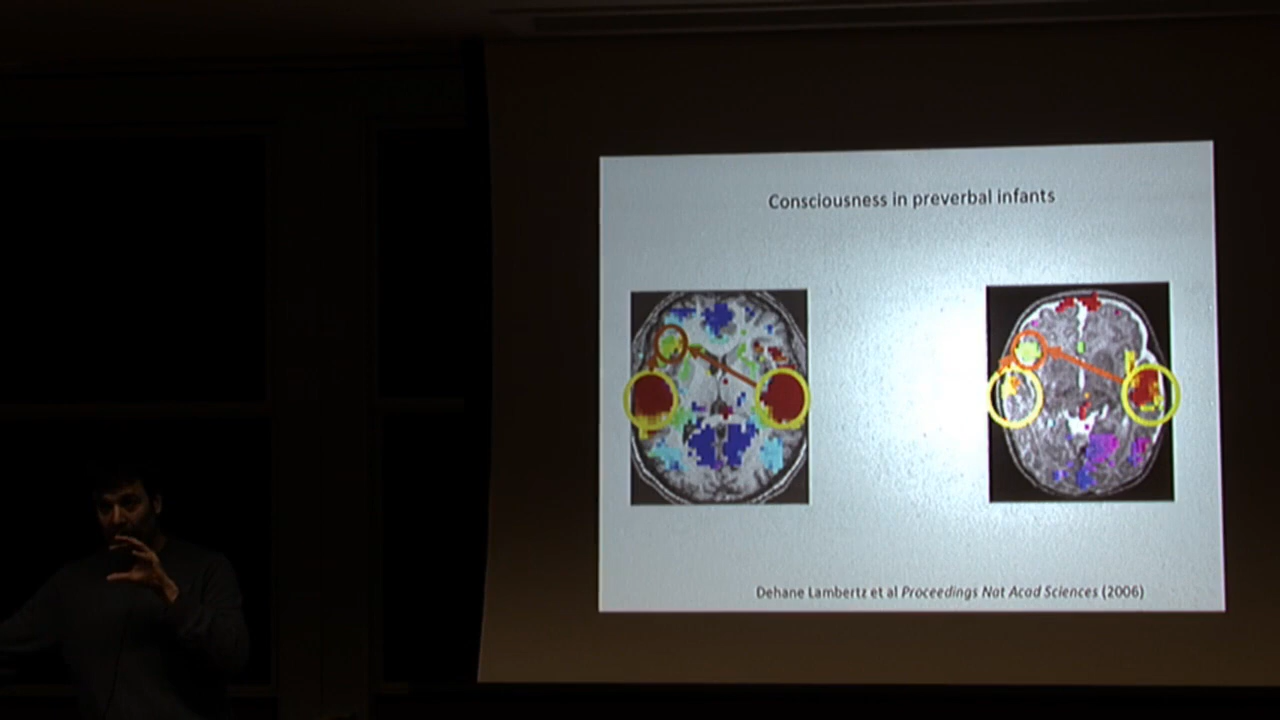 Consciousness in preverbal infants
Dehane Lambertz et al Proceedings Nat Acad Sciences (2006)